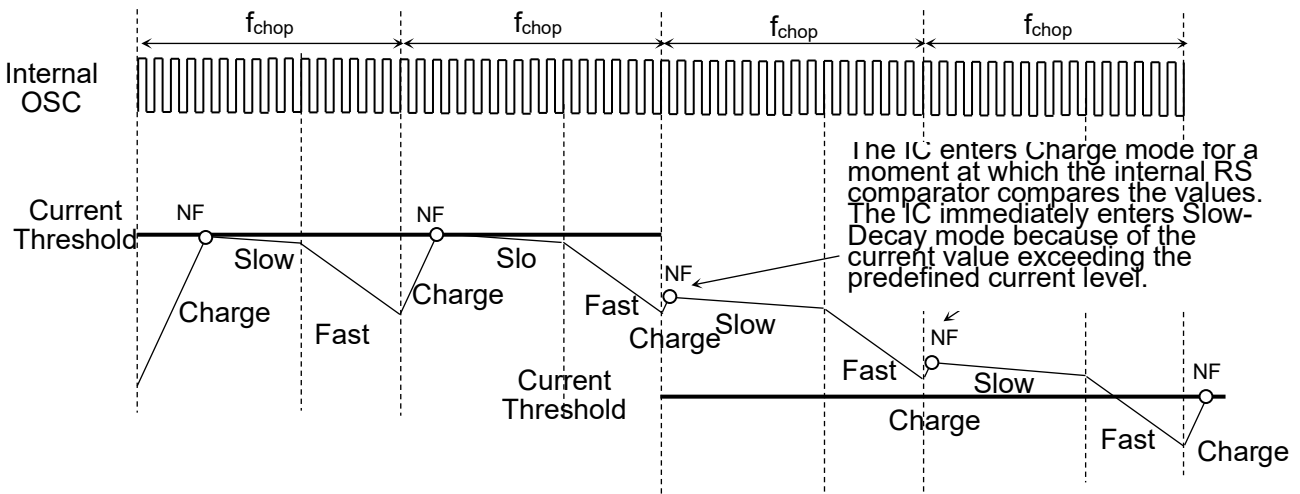 fchop
fchop
fchop
fchop
Internal
OSC
The IC enters Charge mode for a
moment at which the internal RS
comparator compares the values.
The IC immediately enters Slow-
Decay mode because of the
current value exceeding the
predefined current level.
Current
Threshold
NF
NF
Slow
Slo
NF
Charge
Charge
Fast
Fast
Charge
Slow
NF
Current
Threshold
Fast
Slow
NF
Charge
Fast
Charge